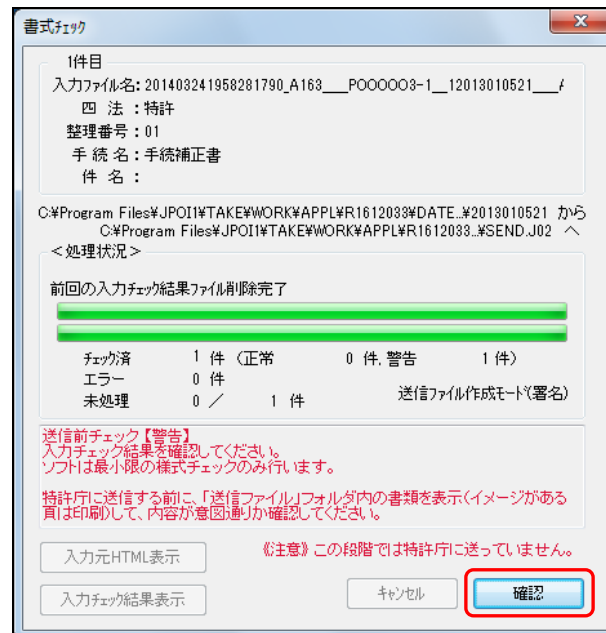 書式チェック
1件目
入力ファイル名: 201403241958281790_A163___POOOOO3-1__12013010521___/
四 法 : 特許
整理番号 : 01
手 続 名 : 手続補正書
件 名 :
C:¥Program Files¥JPOI1¥TAKE¥WORK¥APPL¥R1612033¥DATE..¥2013010521 から
C:¥Program Files¥JPOI1¥TAKE¥WORK¥APPL¥R1612033..¥SEND.J02 へ
<処理状況>
前回の入力チェック結果ファイル削除完了
チェック済 1 件 (正常 0 件, 警告 1 件)
エラー 0 件
未処理 0 / 1 件 送信ファイル作成モード(署名)
送信前チェック【警告】
入力チェック結果を確認してください。
ソフトは最小限の様式チェックのみ行います。
特許庁に送信する前に、「送信ファイル」フォルダ内の書類を表示(イメージがある
頁は印刷)して、内容が意図通りか確認してください。
入力元HTML表示 《注意》この段階では特許庁に送っていません。
入力チェック結果表示 キャンセル 確認